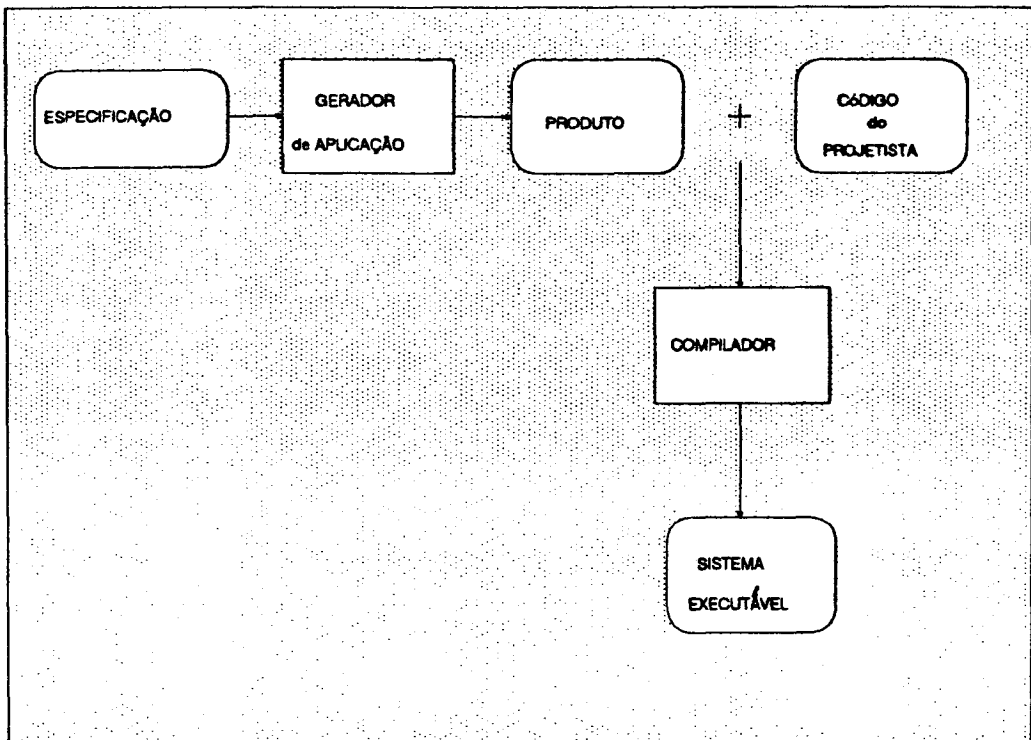 ESPECIFICAÇÃO
GERADOR
de APLICAÇÃO
PRODUTO
+
CóDIGO
do
PROJETISTA
COMPILADOR
SISTEMA
EXECUTÁVEL